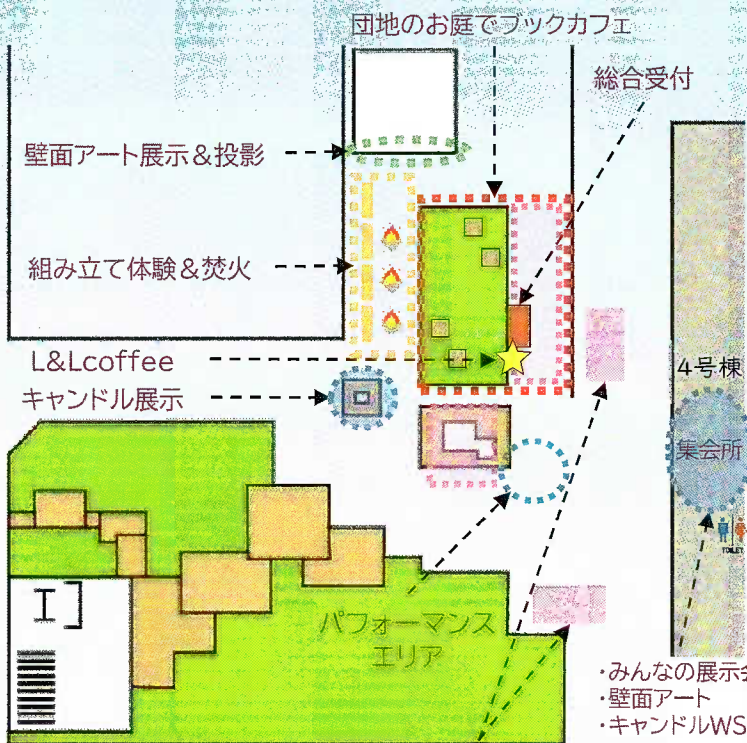 団地のお庭でブックカフェ
総合受付
壁面アート展示＆投影
組み立て体験＆焚火
L&Lcoffee
キャンドル展示
4号棟
集会所
TOILET
パフォーマンス
エリア
・みんなの展示会
・壁面アート
・キャンドルWS